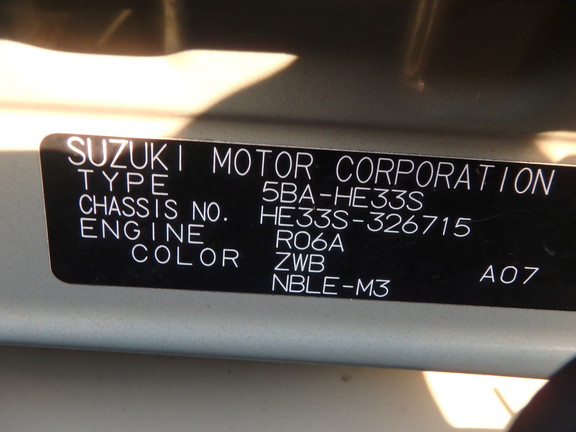 SUZUKI MOTOR CORPORATION
TYPE 5BA-HE33S
CHASSIS NO. HE33S-326715
ENGINE R06A
COLOR ZWB
NBLE-M3 A07